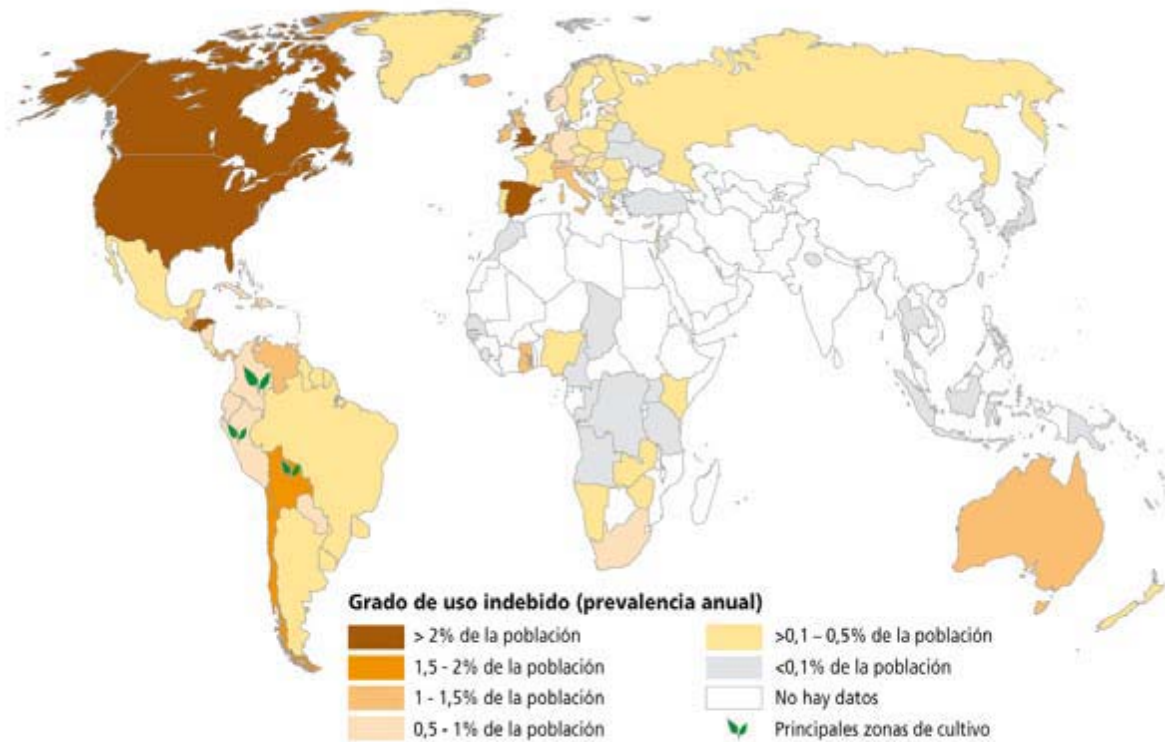 Grado de uso indebido (prevalencia anual)
> 2% de la población
1,5 - 2% de la población
1 - 1,5% de la población
0,5 - 1% de la población
>0,1 – 0,5% de la población
<0,1% de la población
No hay datos
Principales zonas de cultivo